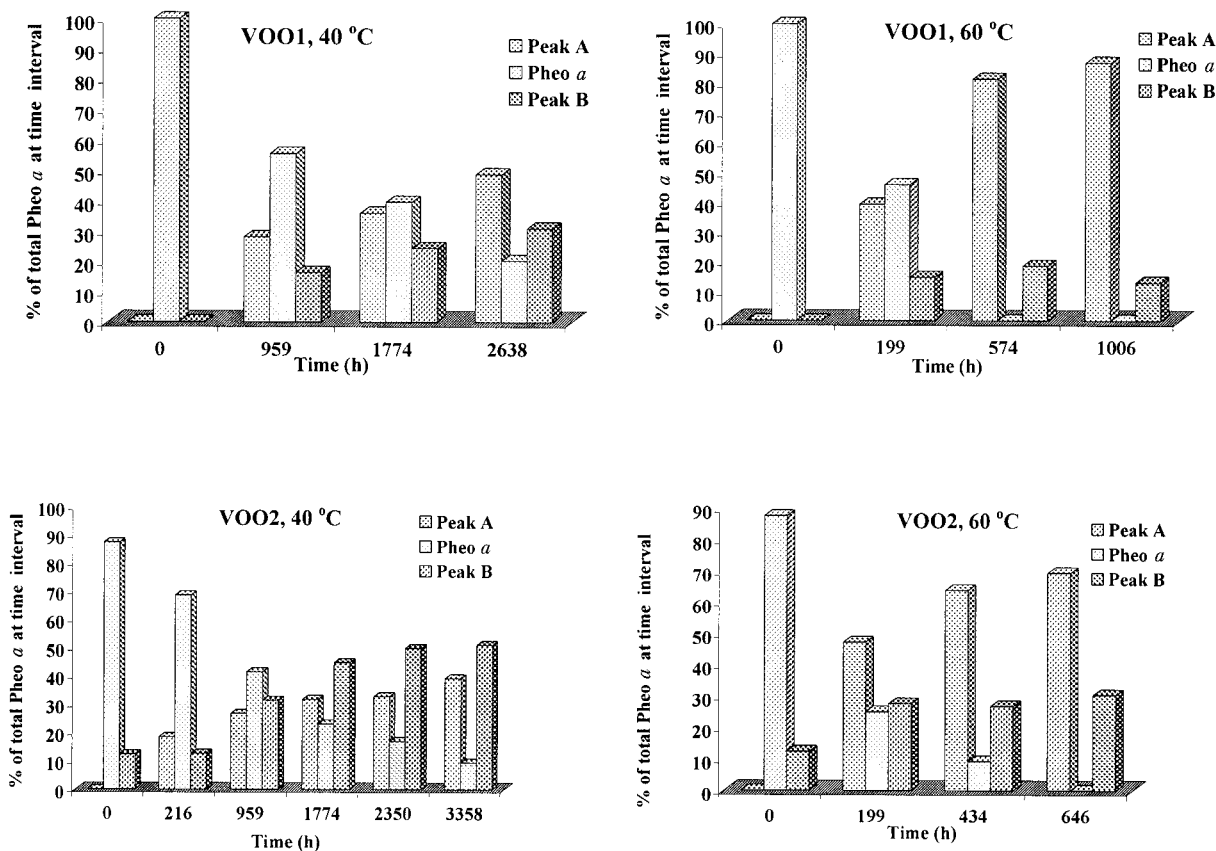 VOO1, 40 °C
% of total Pheo a at time interval
100
90
80
70
60
50
40
30
20
10
0
Peak A
Pheo a
Peak B
0 959 1774 2638
Time (h)
VOO1, 60 °C
% of total Pheo a at time interval
100
90
80
70
60
50
40
30
20
10
0
Peak A
Pheo a
Peak B
0 199 574 1006
Time (h)
VOO2, 40 °C
% of total Pheo a at time interval
100
90
80
70
60
50
40
30
20
10
0
Peak A
Pheo a
Peak B
0 216 959 1774 2350 3358
Time (h)
VOO2, 60 °C
% of total Pheo a at time interval
90
80
70
60
50
40
30
20
10
0
Peak A
Pheo a
Peak B
0 199 434 646
Time (h)